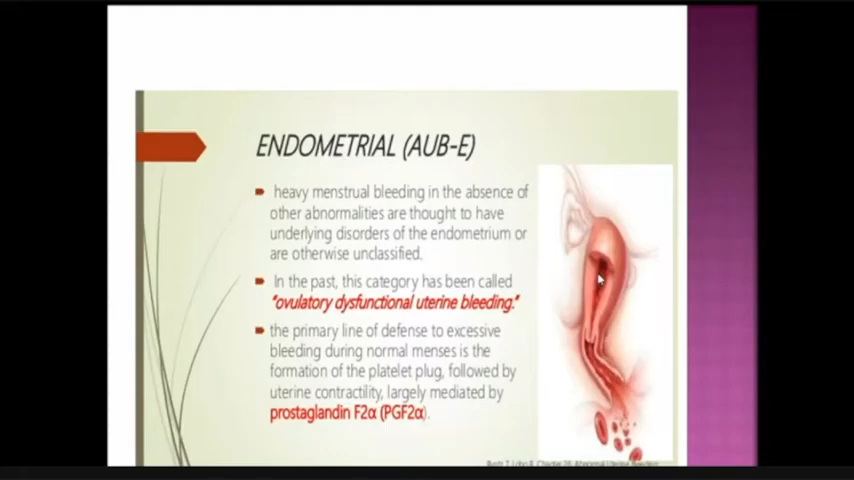 ENDOMETRIAL (AUB-E)
heavy menstrual bleeding in the absence of
other abnormalities are thought to have
underlying disorders of the endometrium or
are otherwise unclassified.
In the past, this category has been called
"ovulatory dysfunctional uterine bleeding."
the primary line of defense to excessive
bleeding during normal menses is the
formation of the platelet plug, followed by
uterine contractility, largely mediated by
prostaglandin F2α (PGF2α).